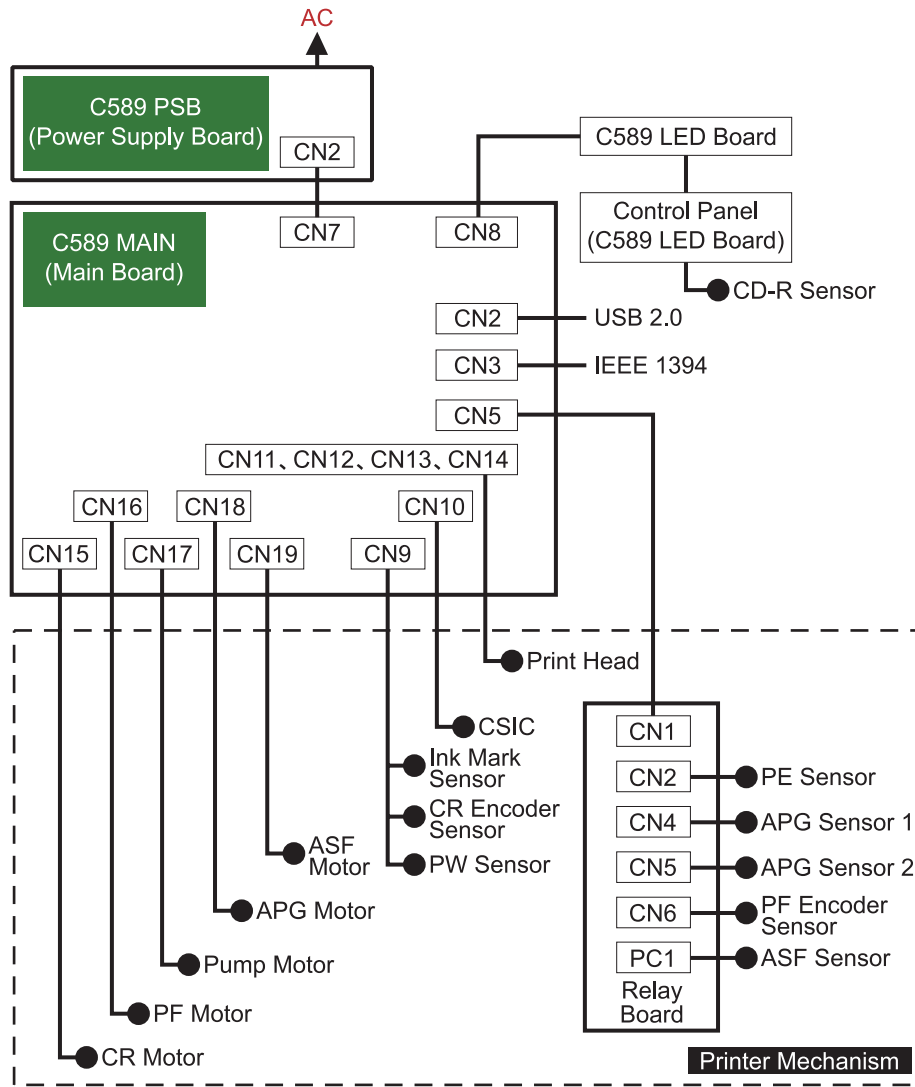 AC
C589 PSB
(Power Supply Board)
CN2
C589 LED Board
C589 MAIN
(Main Board)
CN7
CN8
Control Panel
(C589 LED Board)
CD-R Sensor
CN2
USB 2.0
CN3
IEEE 1394
CN5
CN11、CN12、CN13、CN14
CN16
CN18
CN10
CN15
CN17
CN19
CN9
Print Head
CSIC
Ink Mark
Sensor
CR Encoder
Sensor
PW Sensor
ASF
Motor
APG Motor
Pump Motor
PF Motor
CR Motor
CN1
CN2
PE Sensor
CN4
APG Sensor 1
CN5
APG Sensor 2
CN6
PF Encoder
Sensor
PC1
ASF Sensor
Relay
Board
Printer Mechanism